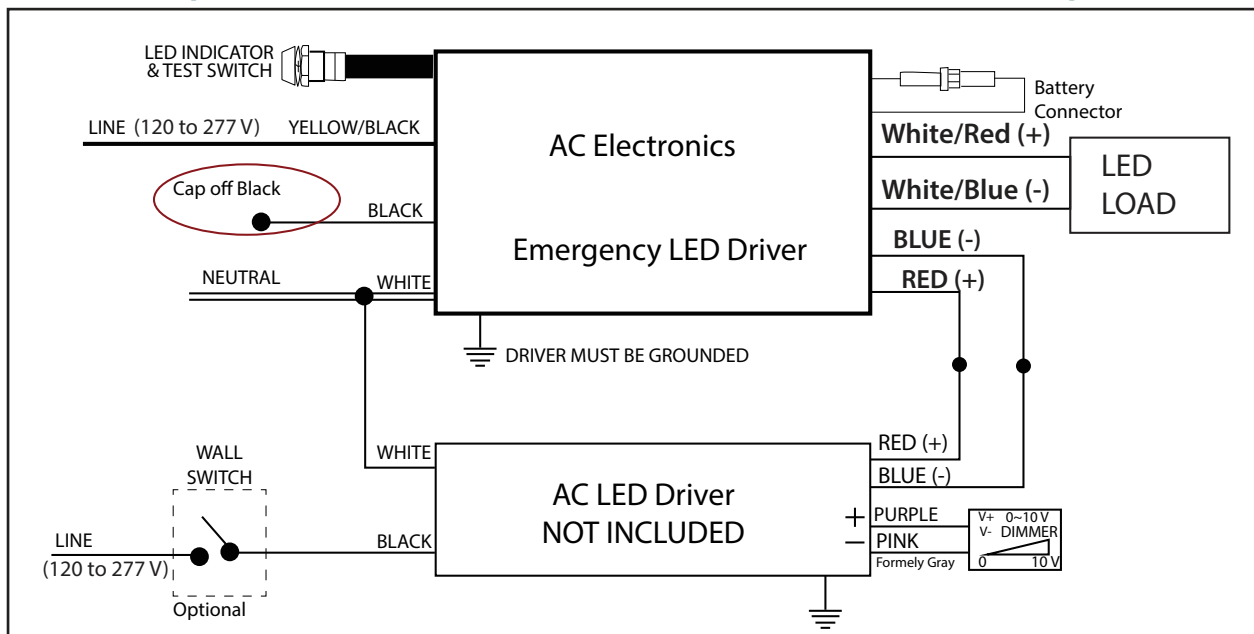 LED INDICATOR
& TEST SWITCH
Battery
Connector
LINE (120 to 277 V) YELLOW/BLACK
AC Electronics
Emergency LED Driver
White/Red (+)
White/Blue (-)
LED
LOAD
Cap off Black
BLACK
BLUE (-)
RED (+)
NEUTRAL
WHITE
DRIVER MUST BE GROUNDED
WALL
SWITCH
WHITE
AC LED Driver
NOT INCLUDED
RED (+)
BLUE (-)
+ PURPLE
− PINK
Formely Gray
V+ 0~10 V
V- DIMMER
0 10 V
LINE
(120 to 277 V)
BLACK
Optional